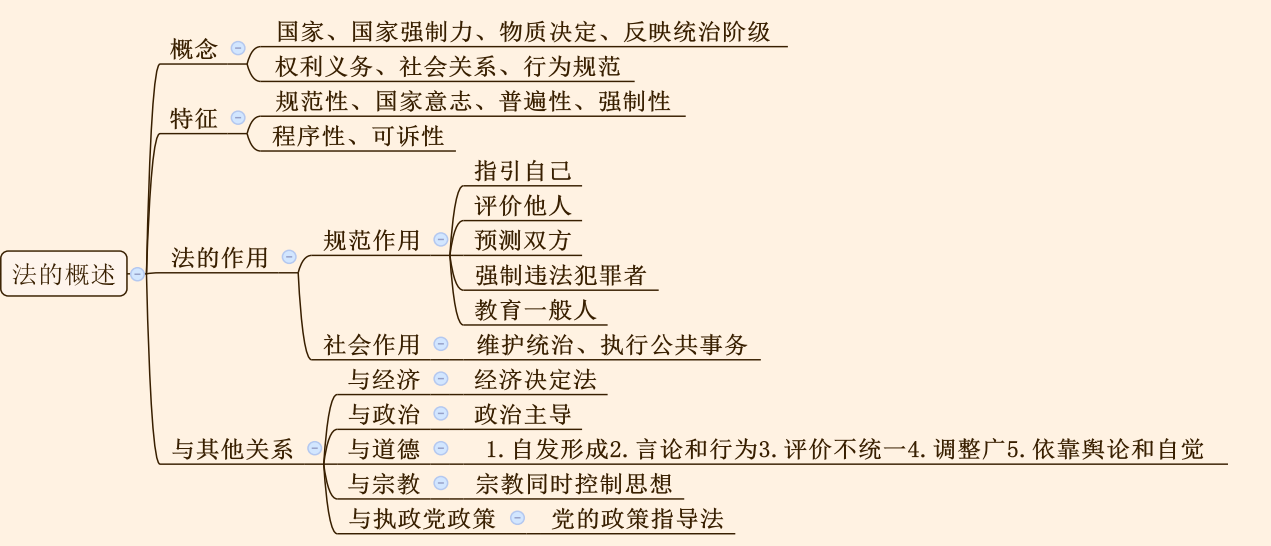 国家、国家强制力、物质决定、反映统治阶级
概念
权利义务、社会关系、行为规范
规范性、国家意志、普遍性、强制性
特征
程序性、可诉性
指引自己
评价他人
规范作用
预测双方
法的作用
法的概述
强制违法犯罪者
教育一般人
社会作用
维护统治、执行公共事务
与经济
经济决定法
与政治
政治主导
与其他关系
与道德
1.自发形成2.言论和行为3.评价不统一4.调整广5.依靠舆论和自觉
与宗教
宗教同时控制思想
与执政党政策
党的政策指导法